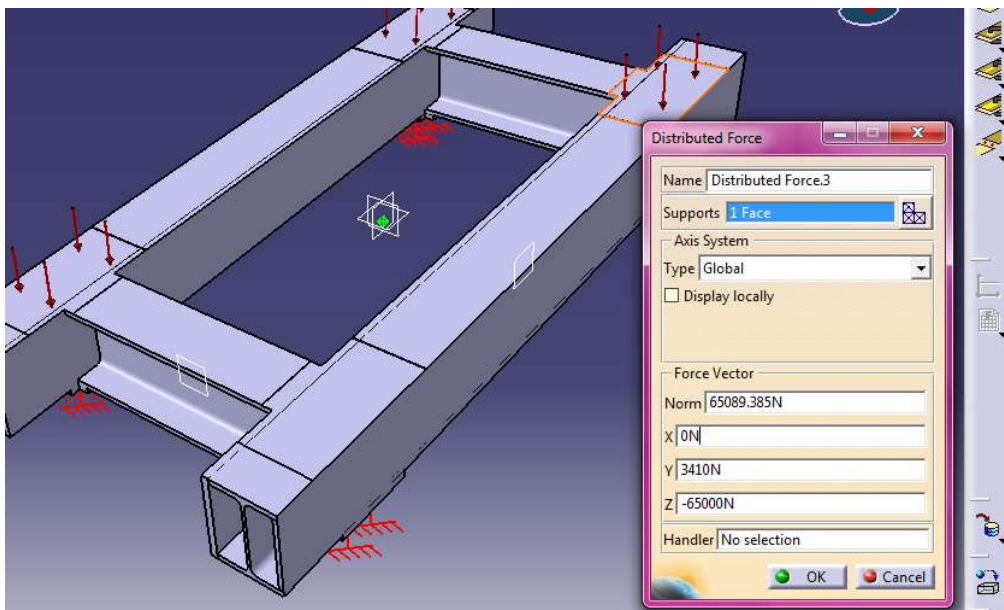 Distributed Force
Name Distributed Force.3
Supports 1 Face
Axis System
Type Global
Display locally
Force Vector
Norm 65089.385N
X 0N
Y 3410N
Z -65000N
Handler No selection
OK Cancel